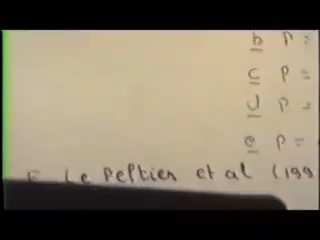 b P =
c P =
d P =
e P =
F. Le Peltier et al (199